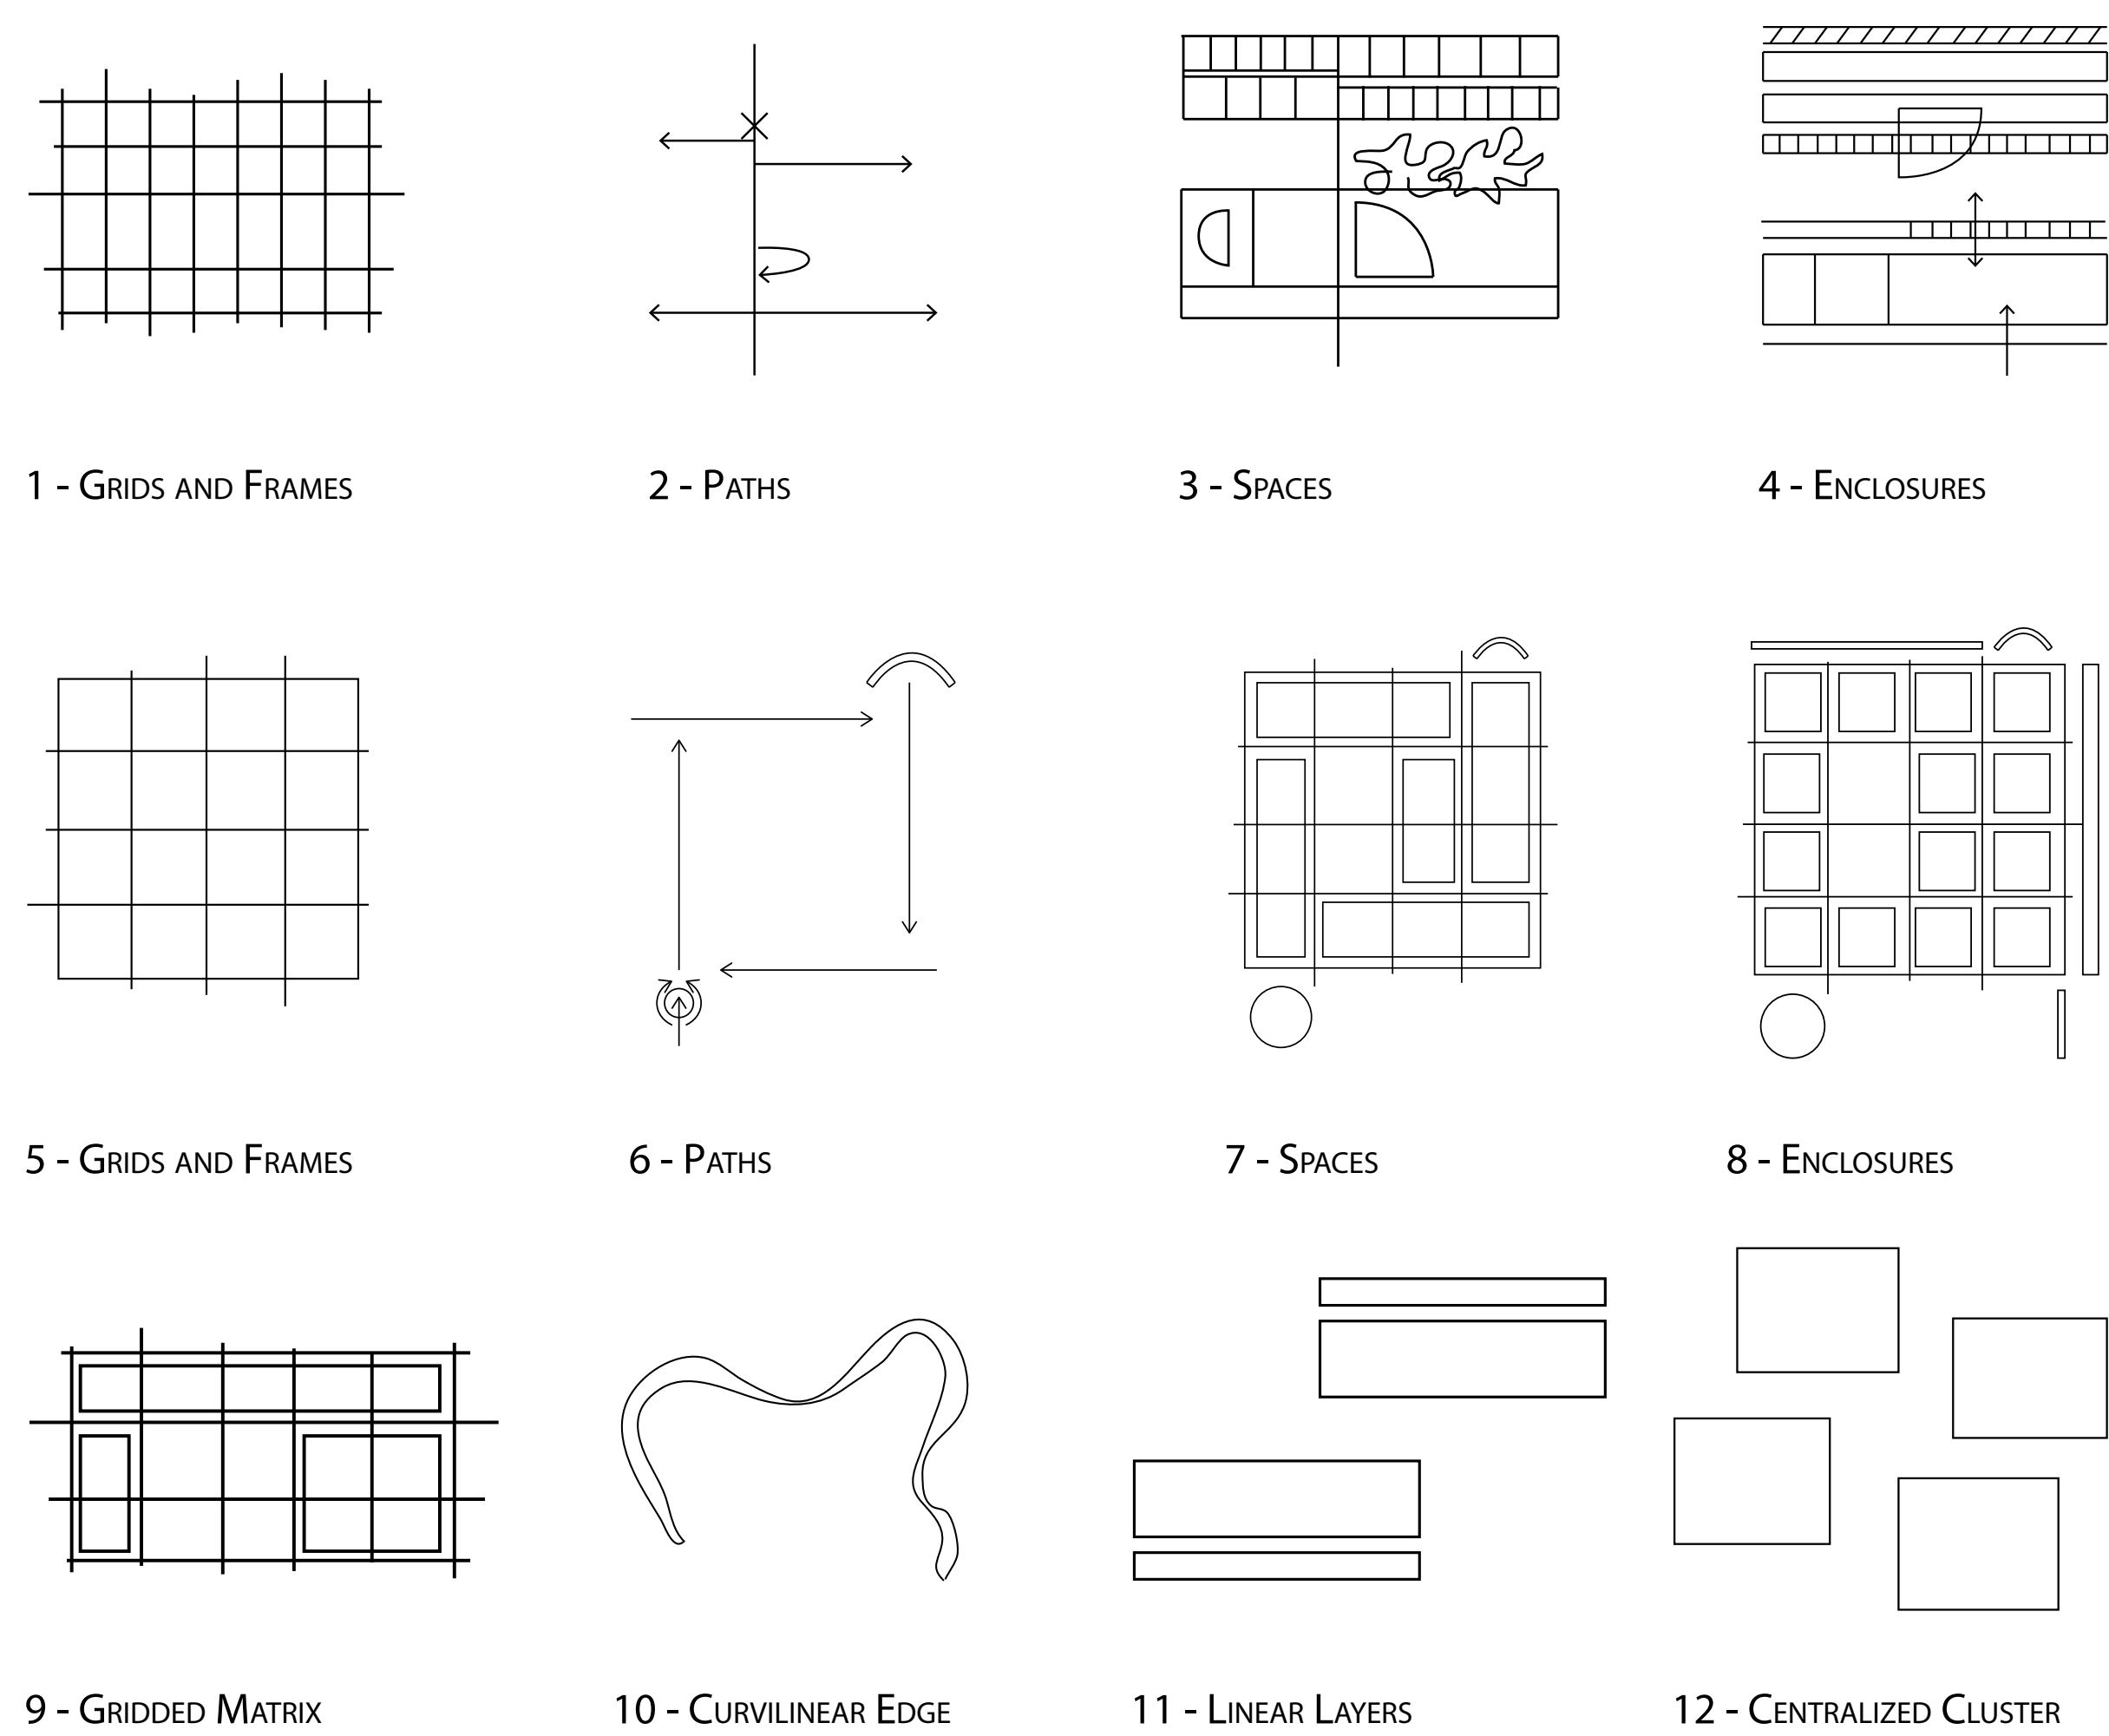 1 - Grids and Frames
2 - Paths
3 - Spaces
4 - Enclosures
5 - Grids and Frames
6 - Paths
7 - Spaces
8 - Enclosures
9 - Gridded Matrix
10 - Curvilinear Edge
11 - Linear Layers
12 - Centralized Cluster